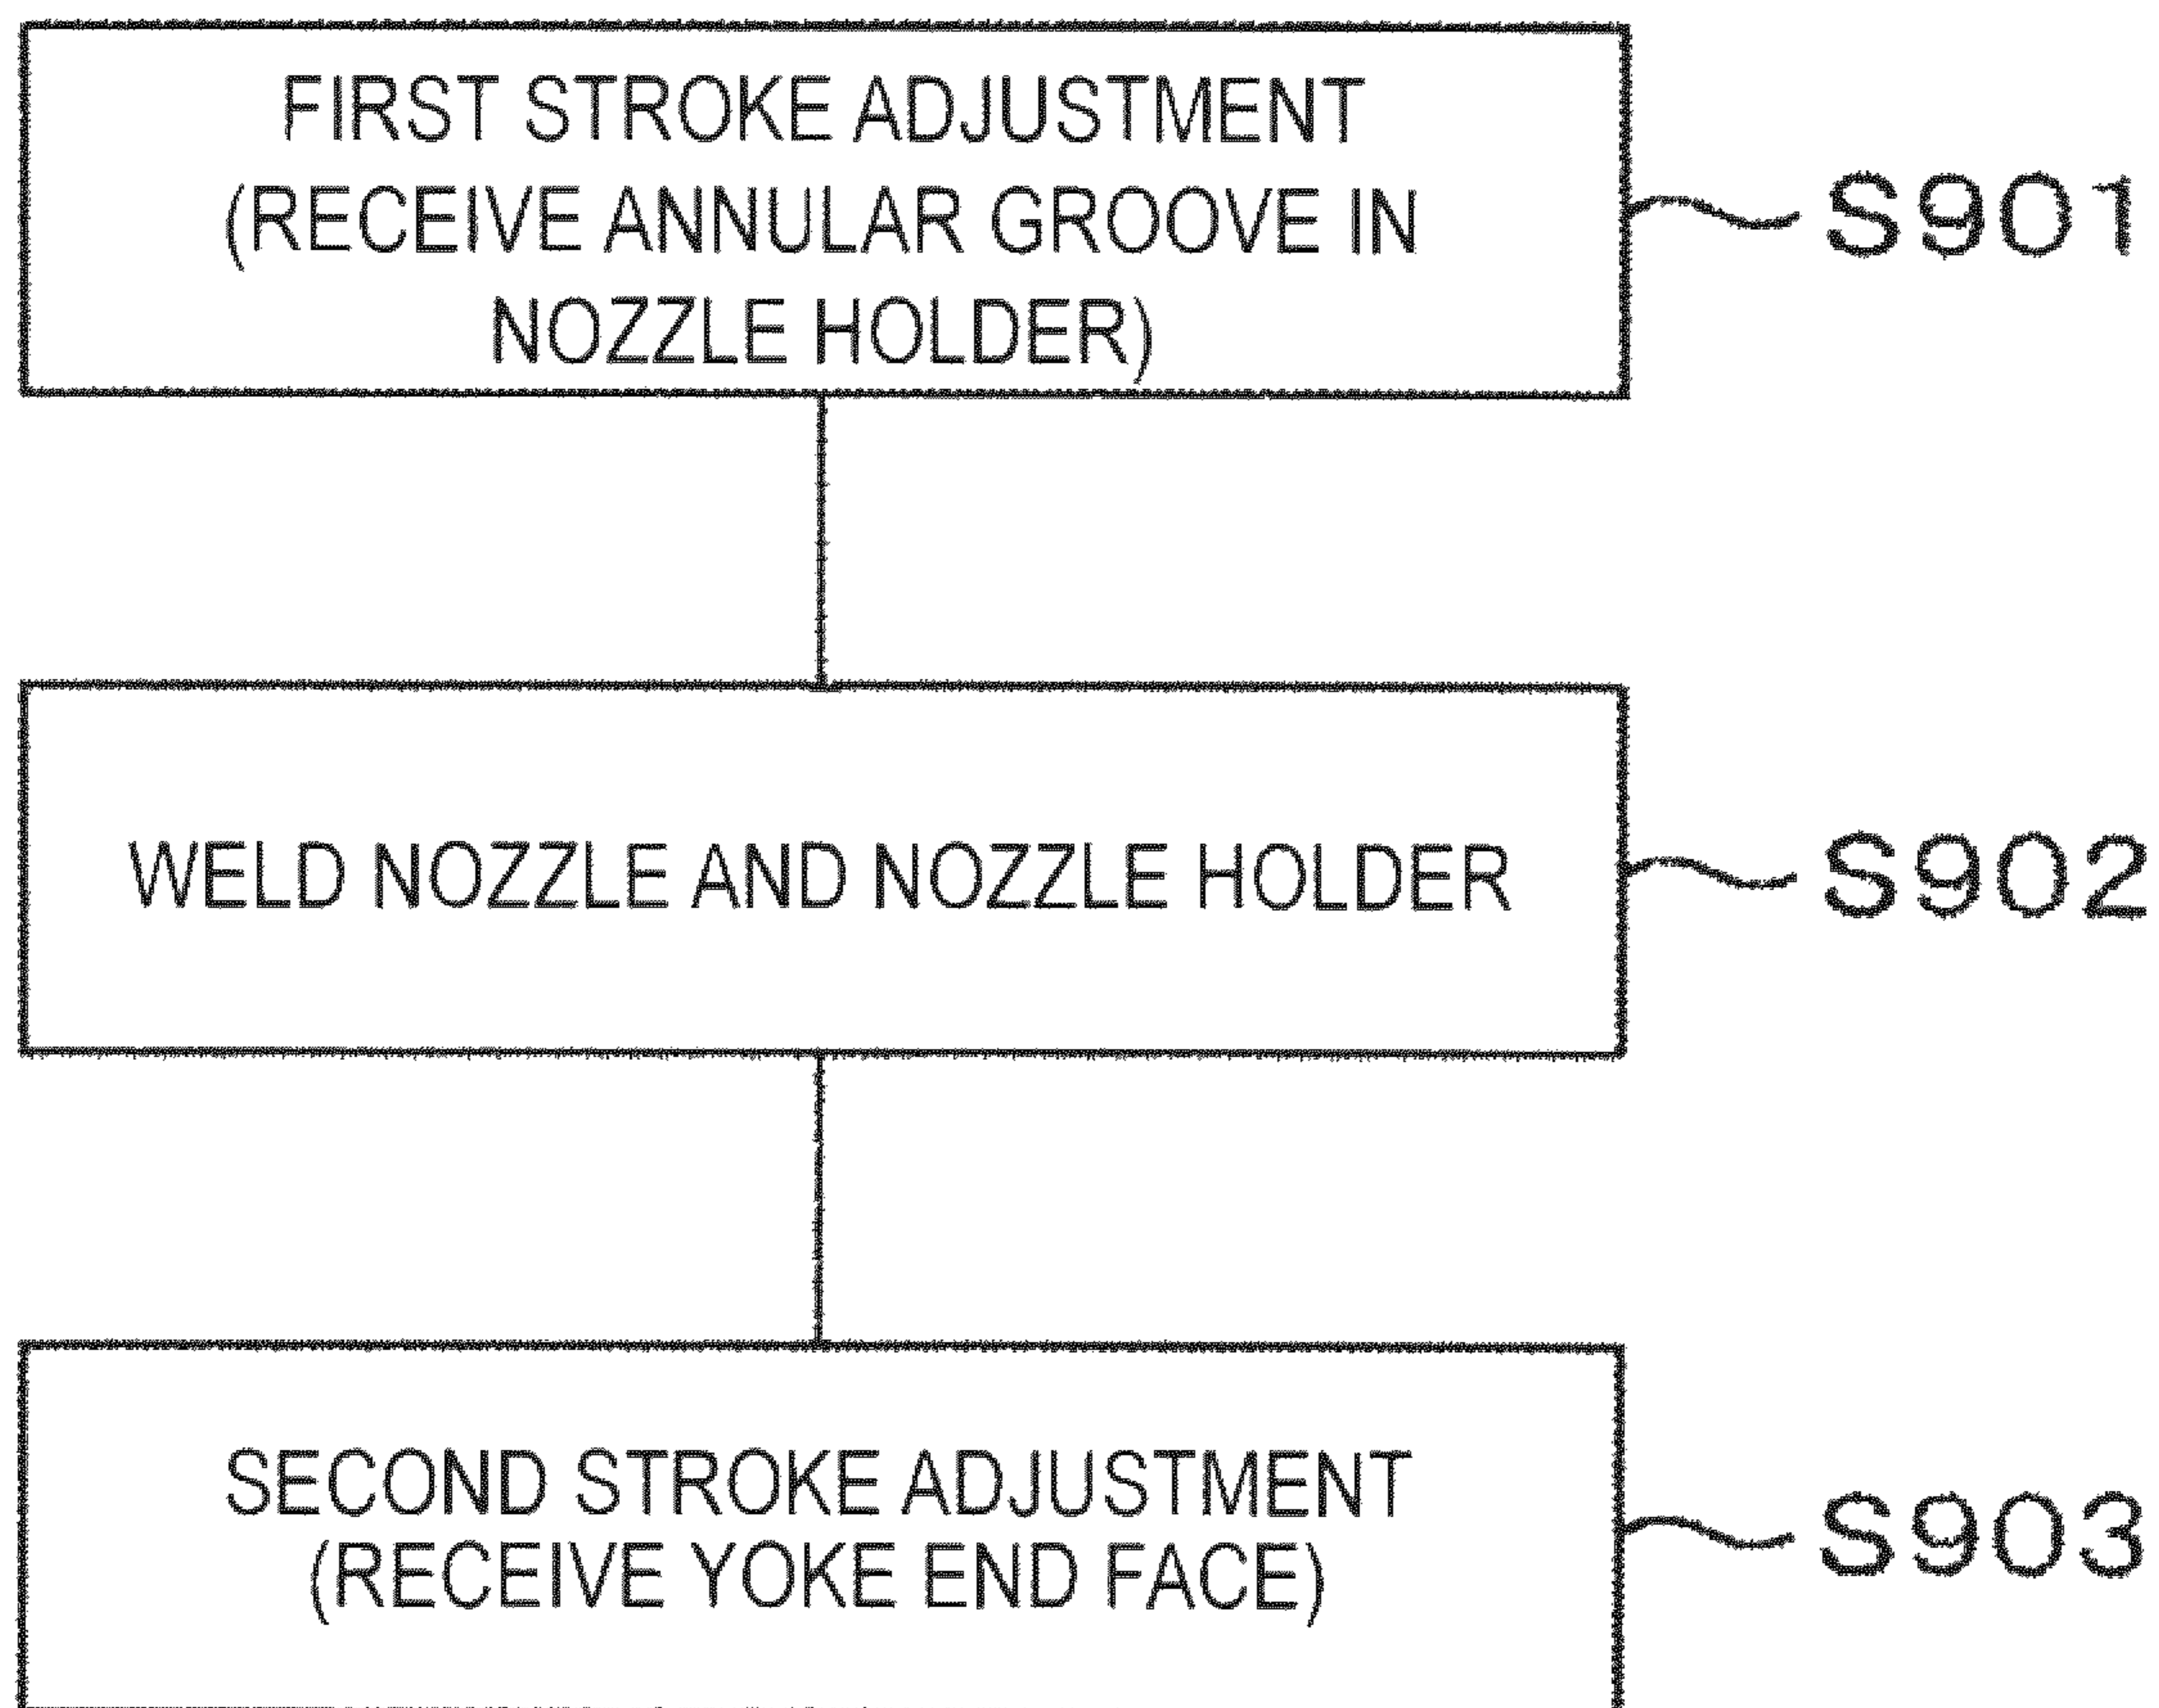 FIRST STROKE ADJUSTMENT
(RECEIVE ANNULAR GROOVE IN
NOZZLE HOLDER)
S901
WELD NOZZLE AND NOZZLE HOLDER
S902
SECOND STROKE ADJUSTMENT
(RECEIVE YOKE END FACE)
S903